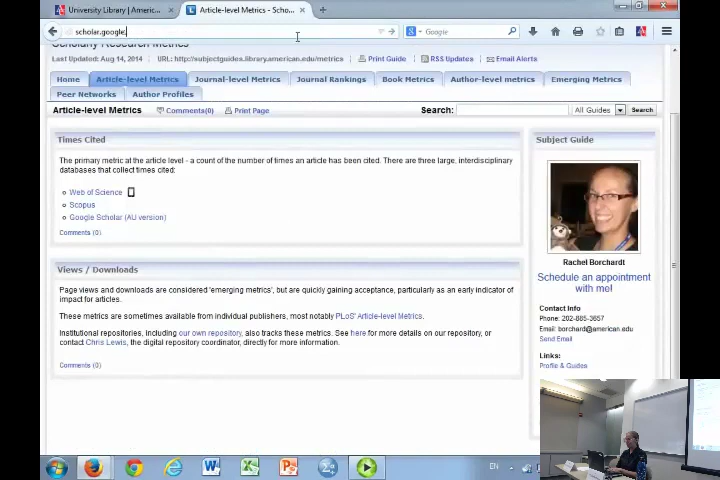 University Library | Americ...
Article-level Metrics - Scho...
scholar.google.
Google
Scholarly Research Metrics
Last Updated: Aug 14, 2014
URL: http://subjectguides.library.american.edu/metrics
Print Guide
RSS Updates
Email Alerts
Home
Article-level Metrics
Journal-level Metrics
Journal Rankings
Book Metrics
Author-level metrics
Emerging Metrics
Peer Networks
Author Profiles
Article-level Metrics
Comments(0)
Print Page
Search:
All Guides
Search
Times Cited
The primary metric at the article level - a count of the number of times an article has been cited. There are three large, interdisciplinary
databases that collect times cited:
Web of Science
Scopus
Google Scholar (AU version)
Comments (0)
Views / Downloads
Page views and downloads are considered 'emerging metrics', but are quickly gaining acceptance, particularly as an early indicator of
impact for articles.
These metrics are sometimes available from individual publishers, most notably PLoS' Article-level Metrics.
Institutional repositories, including our own repository, also tracks these metrics. See here for more details on our repository, or
contact Chris Lewis, the digital repository coordinator, directly for more information.
Comments (0)
Subject Guide
Rachel Borchardt
Schedule an appointment
with me!
Contact Info
Phone: 202-885-3657
Email: borchard@american.edu
Send Email
Links:
Profile & Guides
EN